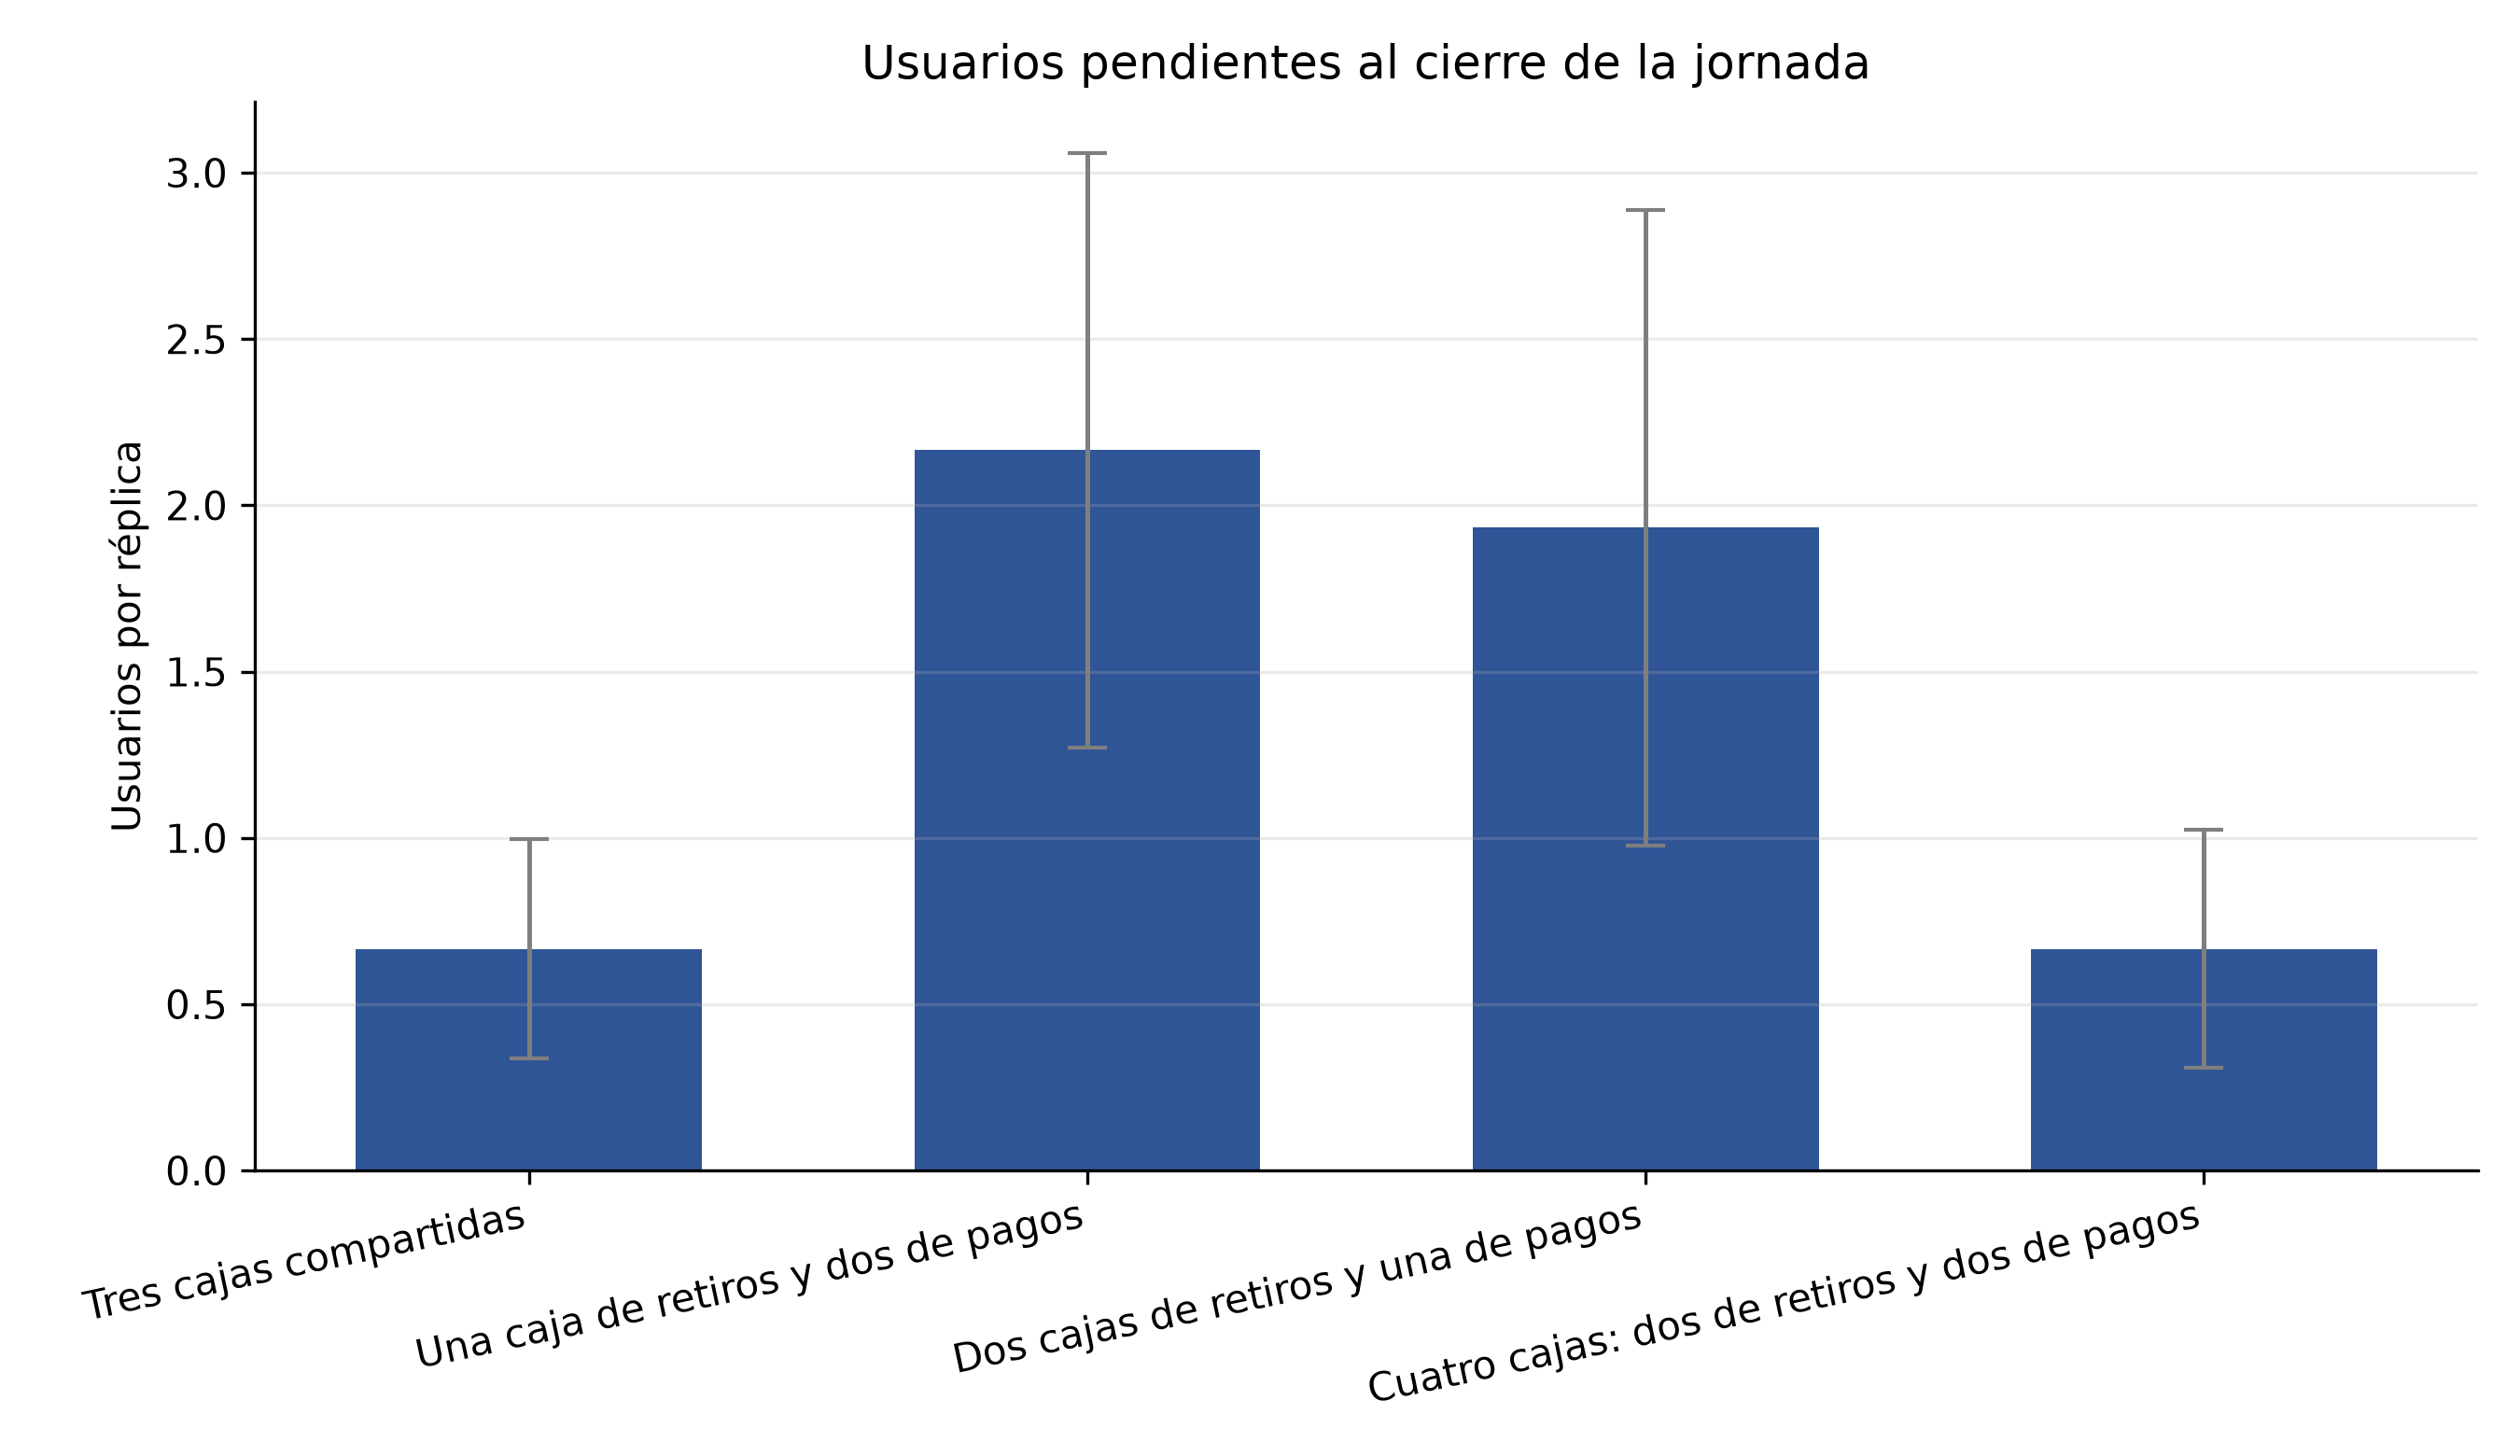 Usuarios pendientes al cierre de la jornada
Usuarios por réplica
3.0
2.5
2.0
1.5
1.0
0.5
0.0
Tres cajas compartidas
Una caja de retiros y dos de pagos
Dos cajas de retiros y una de pagos
Cuatro cajas: dos de retiros y dos de pagos